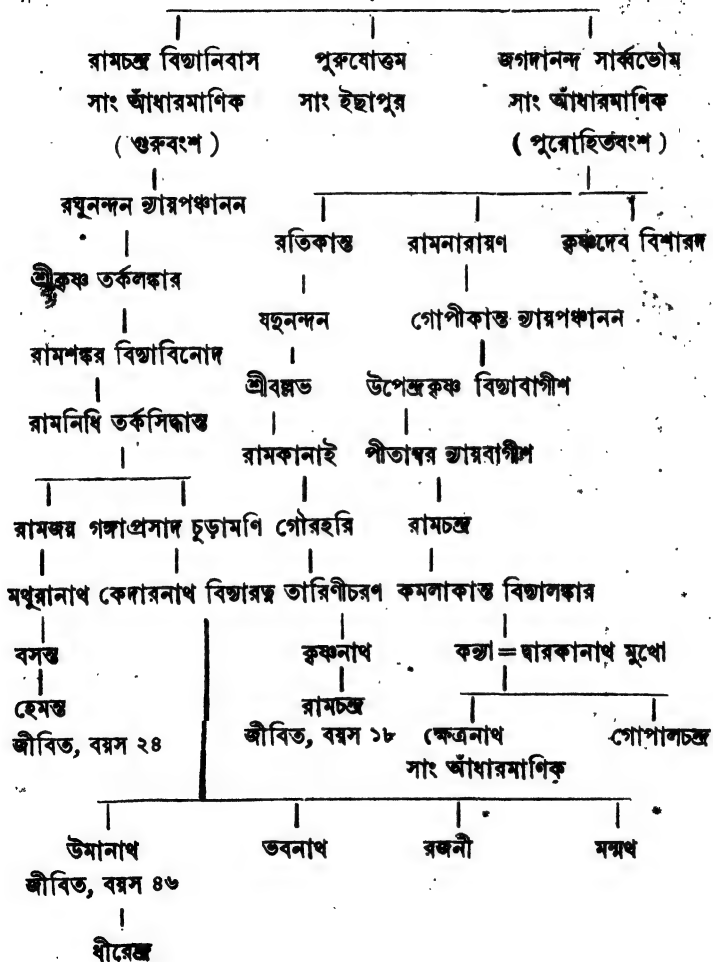 রামচন্দ্র বিদ্যানিবাস পুরুষোত্তম জগদানন্দ সার্ব্বভৌম
সাং আঁধারমাণিক সাং ইছাপুর সাং আঁধারমাণিক
( গুরুবংশ ) ( পুরোহিতবংশ )
রঘুনন্দন ন্যায়পঞ্চানন
রতিকান্ত রামনারায়ণ কৃষ্ণদেব বিশারদ
শ্রীকৃষ্ণ তর্কলঙ্কার
যদুনন্দন গোপীকান্ত ন্যায়পঞ্চানন
রামশঙ্কর বিদ্যাবিনোদ
শ্রীবল্লভ উপেন্দ্রকৃষ্ণ বিদ্যাবাগীশ
রামনিধি তর্কসিদ্ধান্ত
রামকানাই পীতাম্বর ন্যায়বাগীশ
রামজয় গঙ্গাপ্রসাদ চূড়ামণি গৌরহরি রামচন্দ্র
মথুরানাথ কেদারনাথ বিদ্যারত্ন তারিণীচরণ কমলাকান্ত বিদ্যালঙ্কার
বসন্ত কৃষ্ণনাথ কন্যা = দ্বারকানাথ মুখো
হেমন্ত রামচন্দ্র
জীবিত, বয়স ২৪ জীবিত, বয়স ১৮ ক্ষেত্রনাথ গোপালচন্দ্র
সাং আঁধারমাণিক
উমানাথ ভবনাথ রজনী মন্মথ
জীবিত, বয়স ৪৬
ধীরেন্দ্র